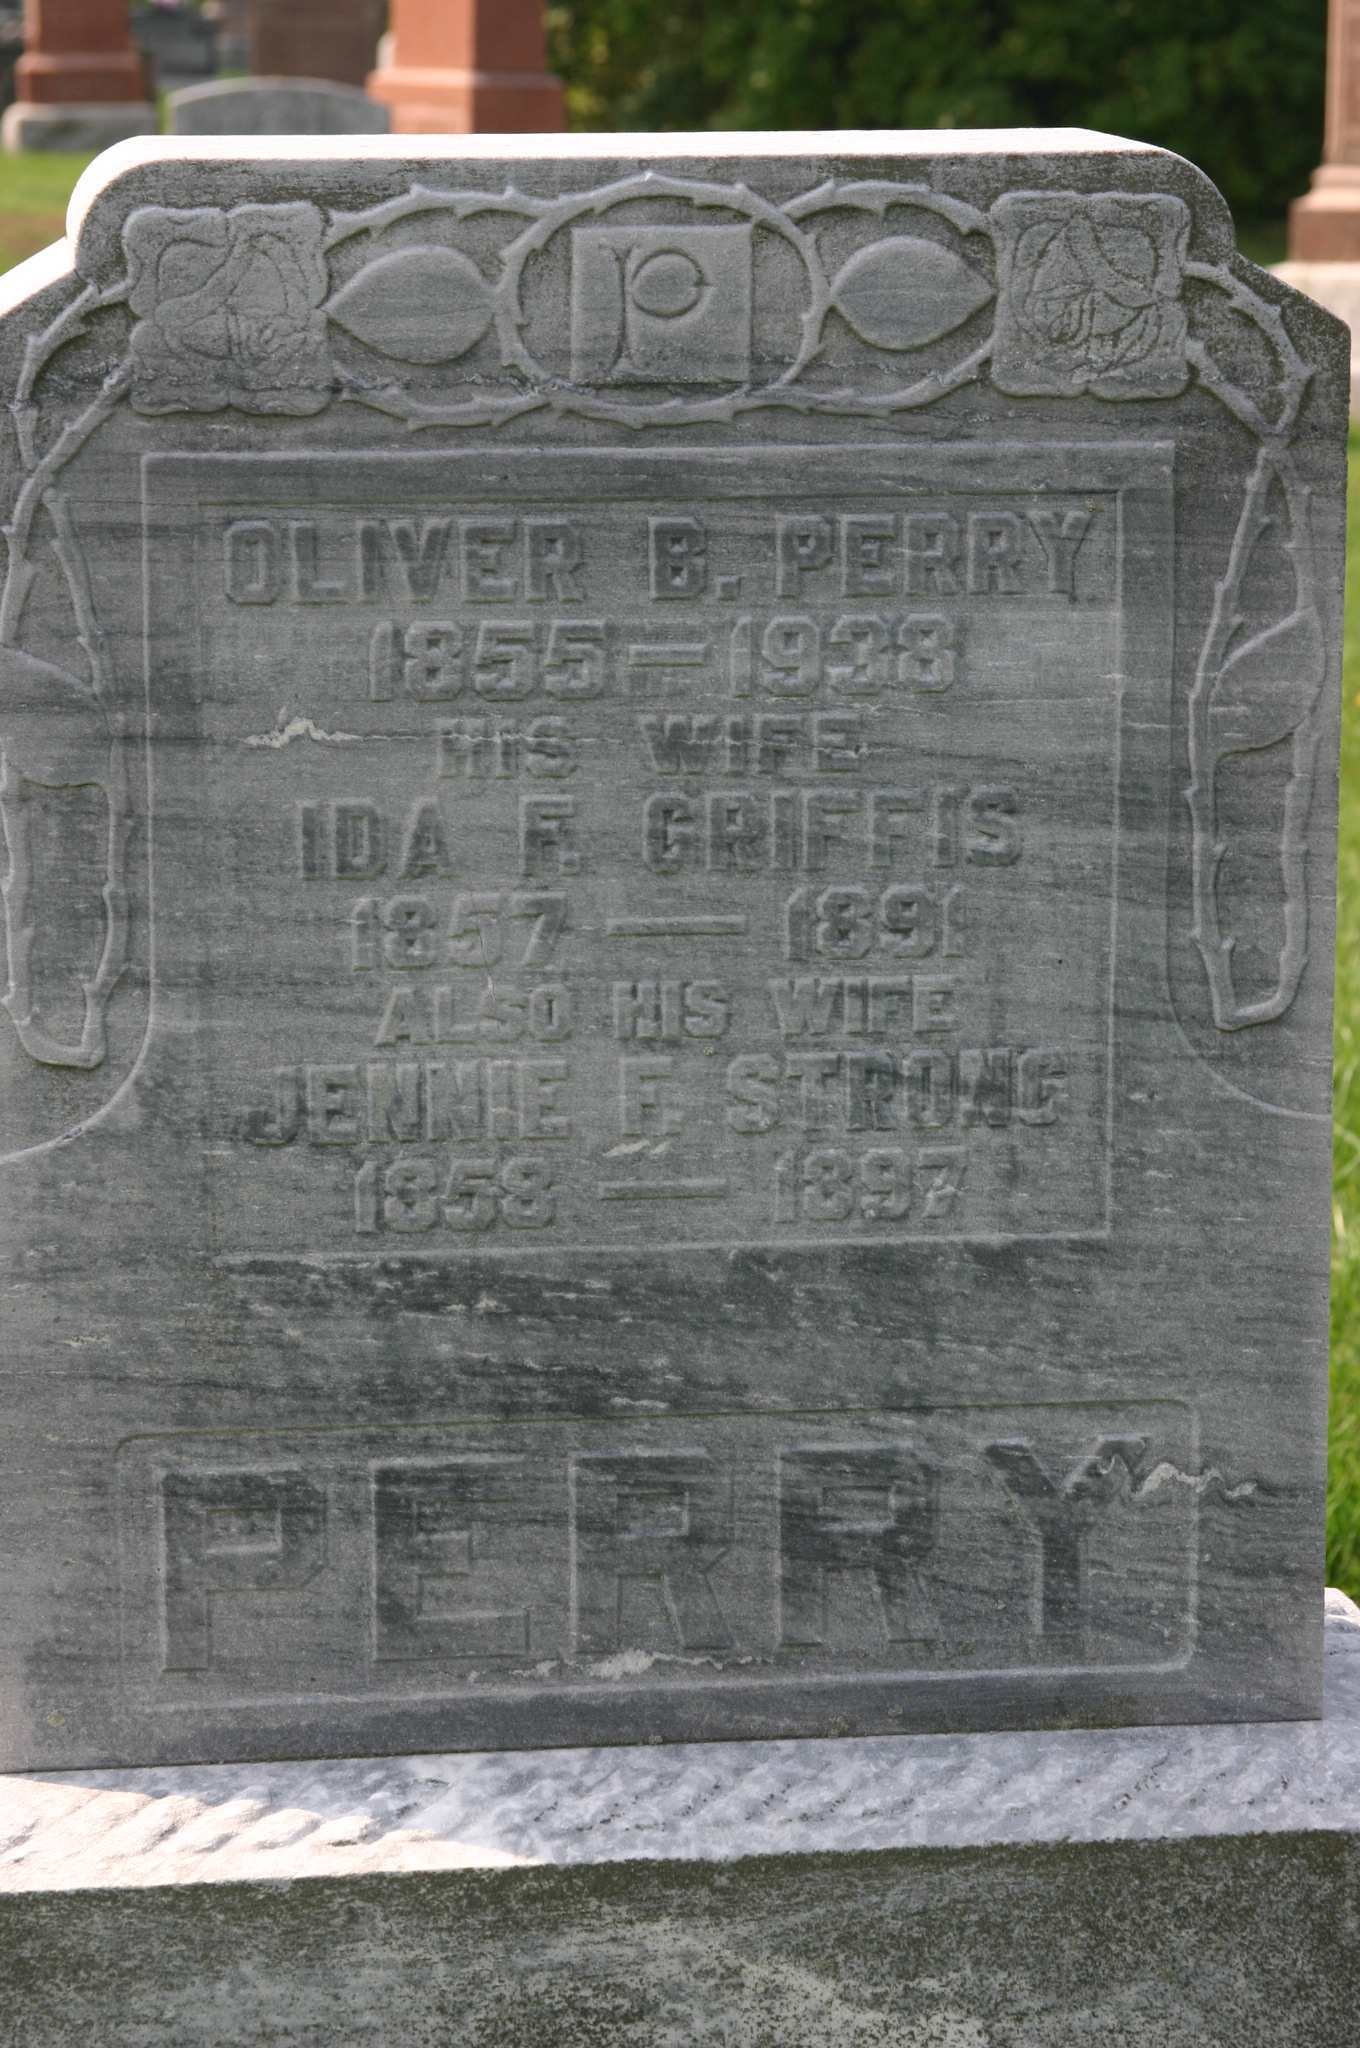 P
OLIVER B. PERRY
1855 — 1938
HIS WIFE
IDA F. GRIFFIS
1857 — 1891
ALSO HIS WIFE
JENNIE F. STRONG
1858 — 1897
PERRY